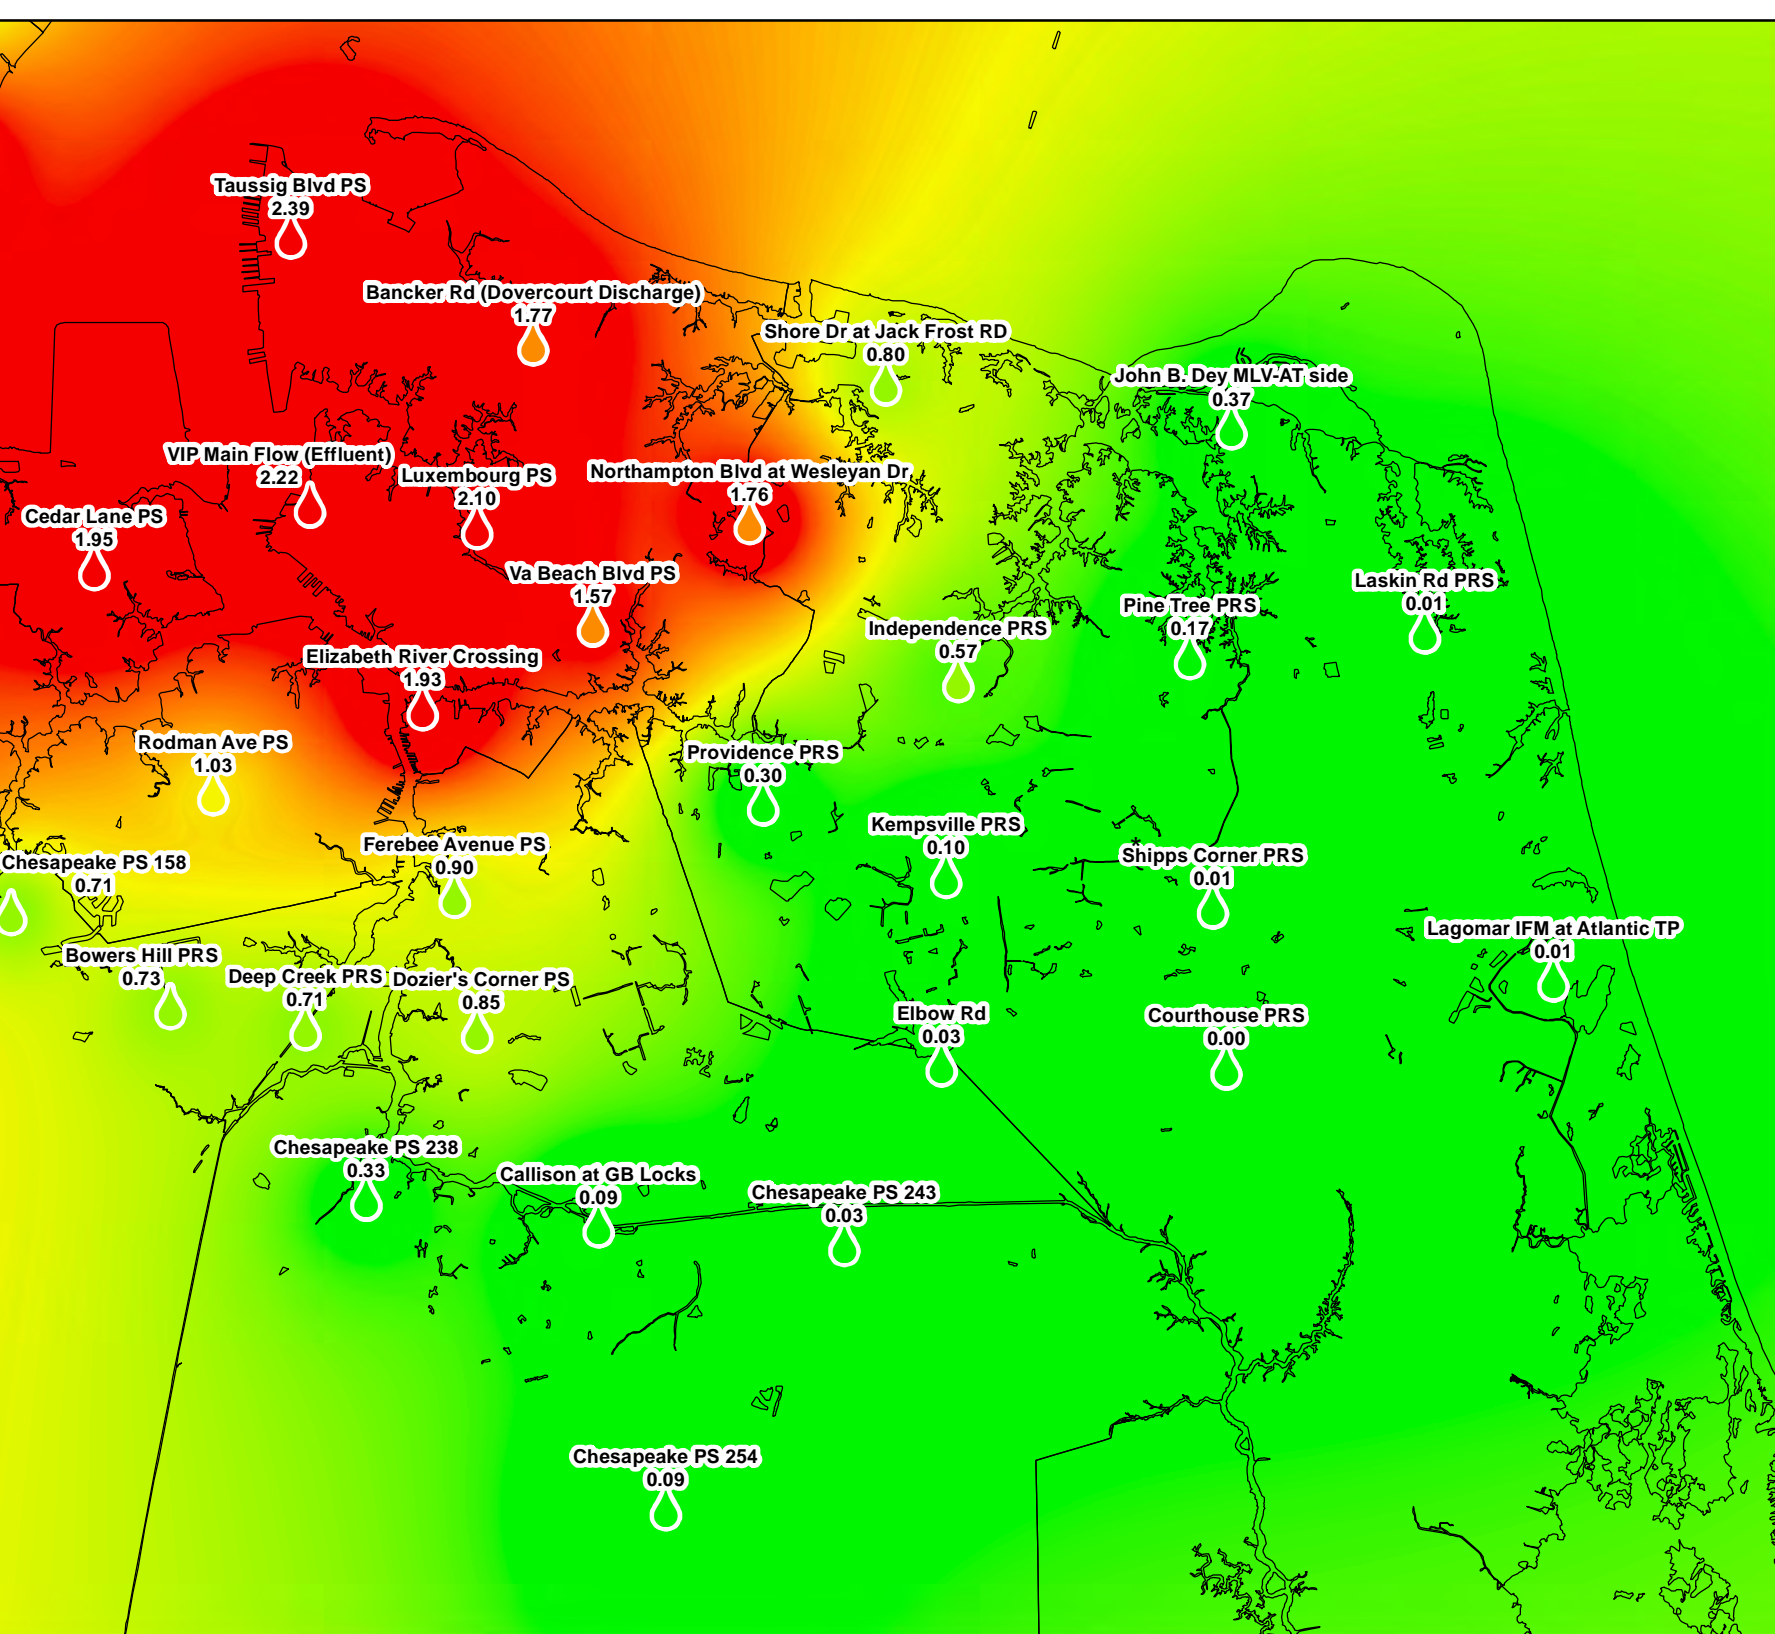 Taussig Blvd PS
2.39
Bancker Rd (Dovercourt Discharge)
1.77
Shore Dr at Jack Frost RD
0.80
John B. Dey MLV-AT side
0.37
VIP Main Flow (Effluent)
2.22
Luxembourg PS
2.10
Northampton Blvd at Wesleyan Dr
1.76
Cedar Lane PS
1.95
Va Beach Blvd PS
1.57
Laskin Rd PRS
0.01
Pine Tree PRS
0.17
Independence PRS
0.57
Elizabeth River Crossing
1.93
Rodman Ave PS
1.03
Providence PRS
0.30
Kempsville PRS
0.10
Ferebee Avenue PS
0.90
Shipps Corner PRS
0.01
Chesapeake PS 158
0.71
Lagomar IFM at Atlantic TP
0.01
Bowers Hill PRS
0.73
Deep Creek PRS
0.71
Dozier's Corner PS
0.85
Elbow Rd
0.03
Courthouse PRS
0.00
Chesapeake PS 238
0.33
Callison at GB Locks
0.09
Chesapeake PS 243
0.03
Chesapeake PS 254
0.09